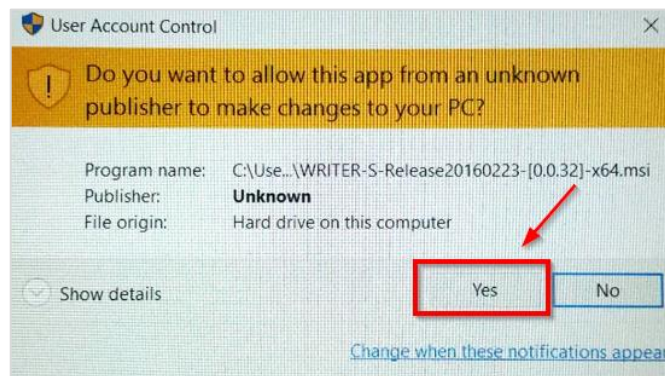 User Account Control
Do you want to allow this app from an unknown
publisher to make changes to your PC?
Program name: C:\Use...\WRITER-S-Release20160223-[0.0.32]-x64.msi
Publisher: Unknown
File origin: Hard drive on this computer
Show details
Yes No
Change when these notifications appear